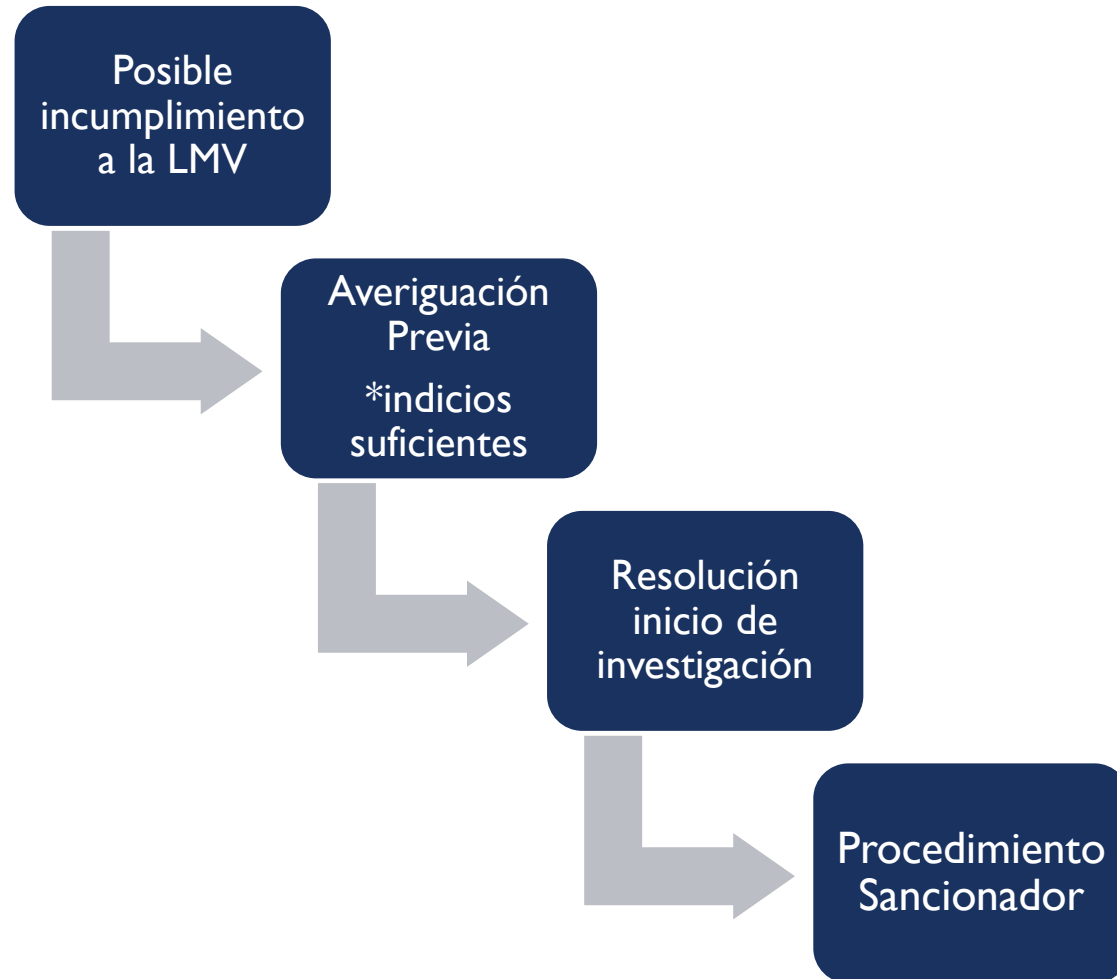 Posible
incumplimiento
a la LMV
Averiguación
Previa
*indicios
suficientes
Resolución
inicio de
investigación
Procedimiento
Sancionador